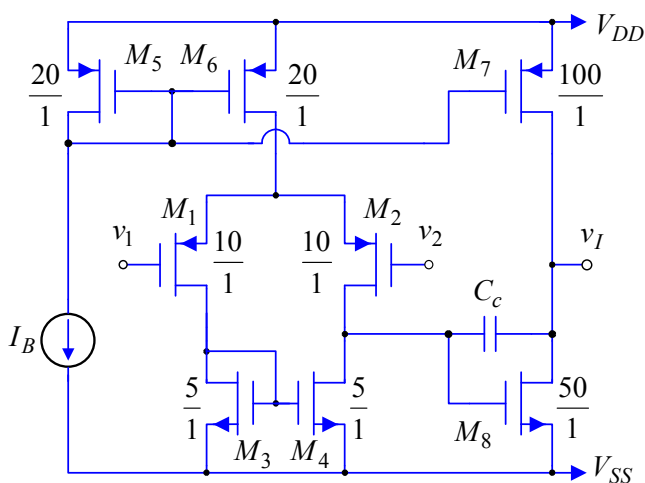 V_DD
M_5 M_6 M_7
20/1 20/1 100/1
v_1 M_1 10/1 10/1 M_2 v_2 v_I
C_c
I_B
5/1 5/1 50/1
M_3 M_4 M_8
V_SS